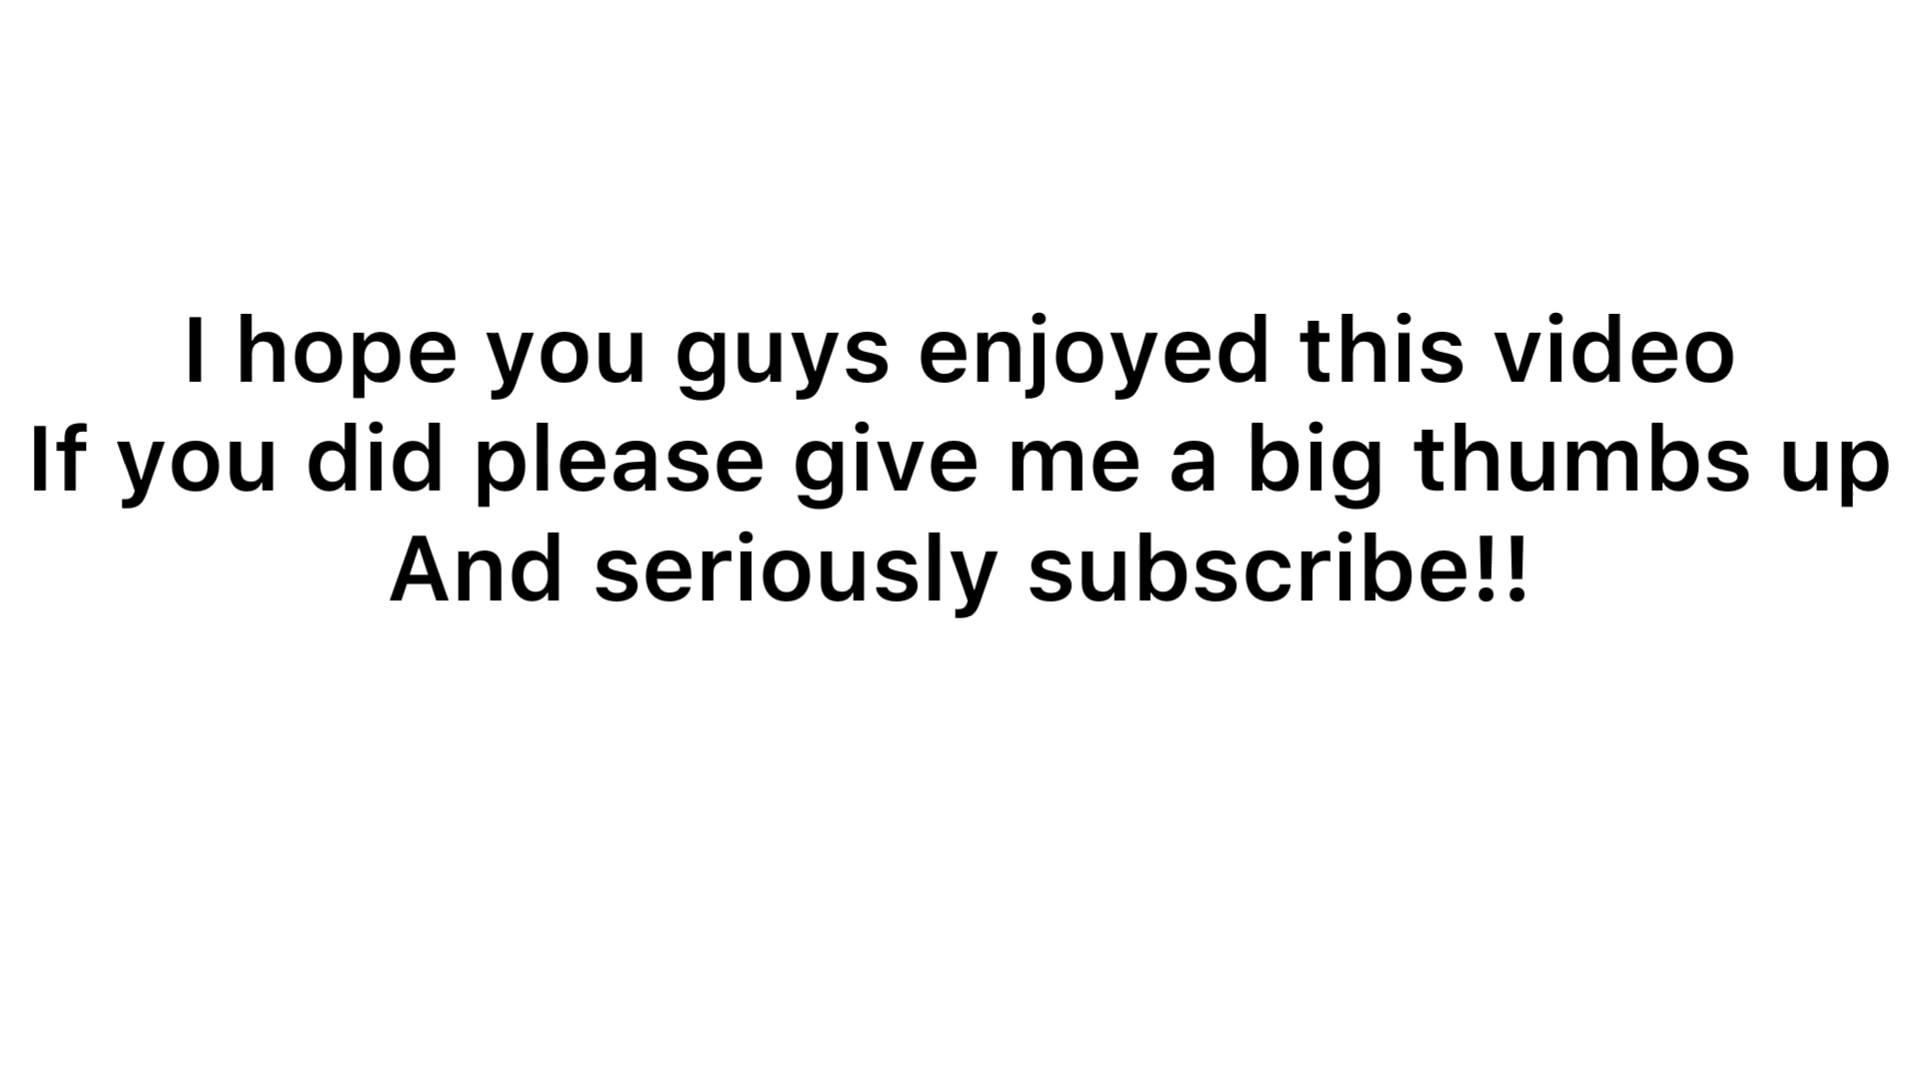 I hope you guys enjoyed this video
If you did please give me a big thumbs up
And seriously subscribe!!